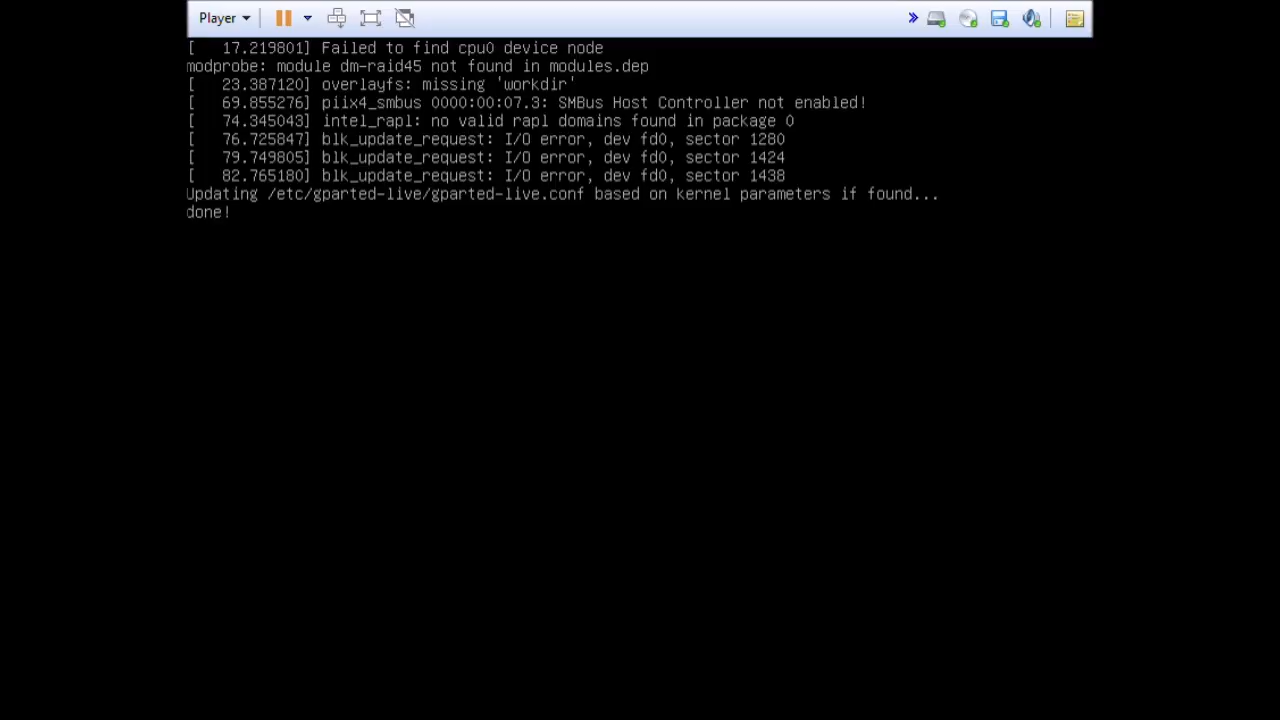 Player
[   17.219801] Failed to find cpu0 device node
modprobe: module dm-raid45 not found in modules.dep
[   23.387120] overlayfs: missing 'workdir'
[   69.855276] piix4_smbus 0000:00:07.3: SMBus Host Controller not enabled!
[   74.345043] intel_rapl: no valid rapl domains found in package 0
[   76.725847] blk_update_request: I/O error, dev fd0, sector 1280
[   79.749805] blk_update_request: I/O error, dev fd0, sector 1424
[   82.765180] blk_update_request: I/O error, dev fd0, sector 1438
Updating /etc/gparted-live/gparted-live.conf based on kernel parameters if found...
done!